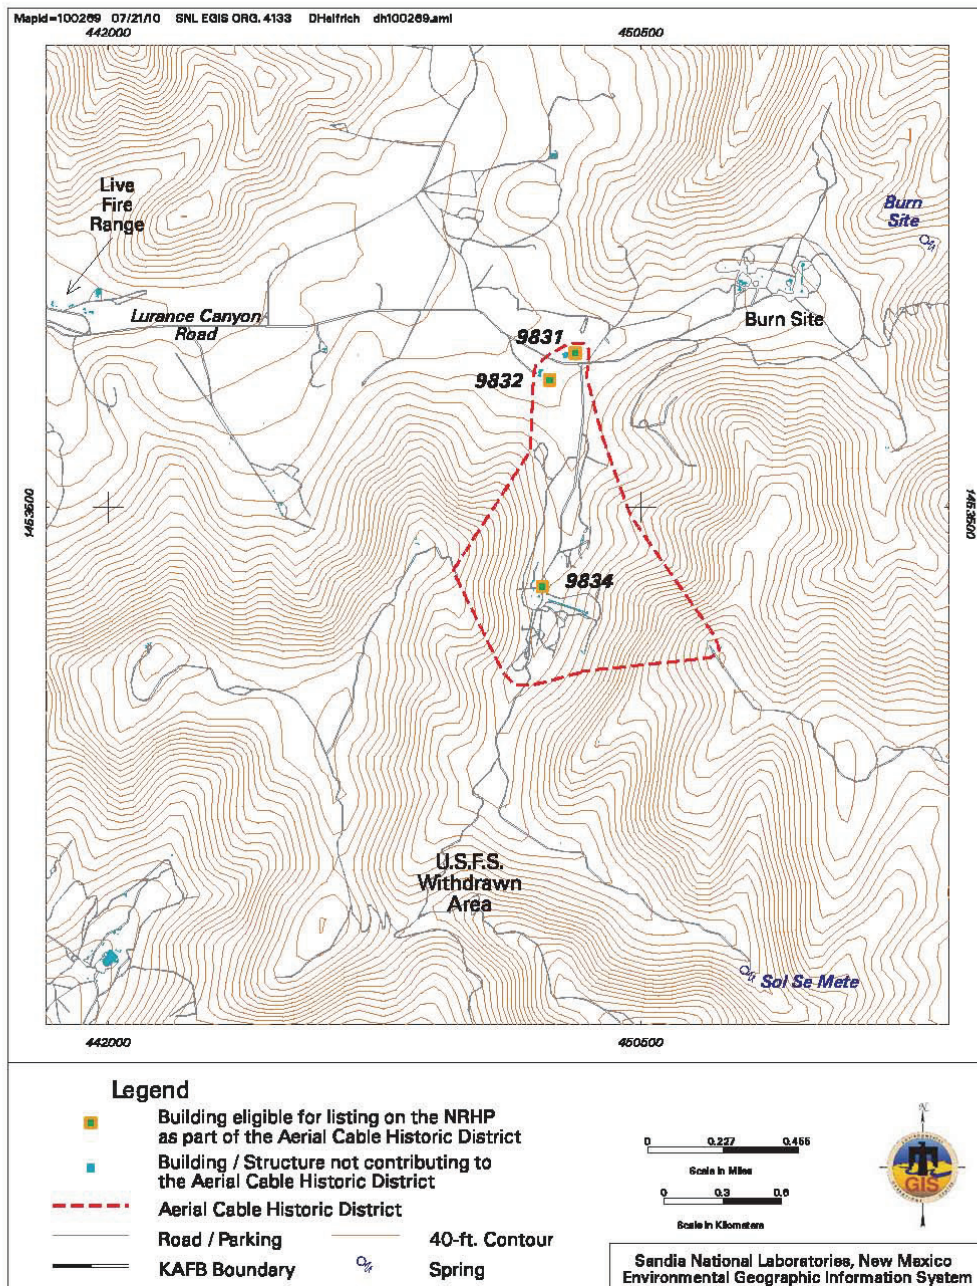 MapId=100269 07/21/10 SNL EGIS ORG. 4133 DHelfrich dh100269.aml
442000
450500
Live
Fire
Range
Burn
Site
Lurance Canyon
Road
Burn Site
9831
9832
1453500
1453500
9834
U.S.F.S.
Withdrawn
Area
Sol Se Mete
442000
450500
Legend
Building eligible for listing on the NRHP
as part of the Aerial Cable Historic District
Building / Structure not contributing to
the Aerial Cable Historic District
Aerial Cable Historic District
Road / Parking
40-ft. Contour
KAFB Boundary
Spring
0 0.227 0.455
Scale in Miles
0 0.3 0.6
Scale in Kilometers
N
GIS
Sandia National Laboratories, New Mexico
Environmental Geographic Information System